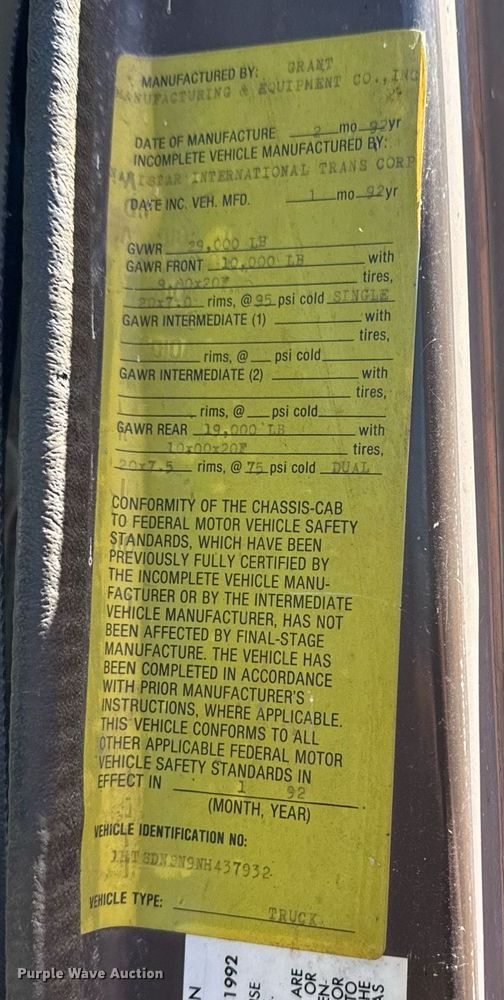 MANUFACTURED BY: GRANT
MANUFACTURING & EQUIPMENT CO., INC
DATE OF MANUFACTURE 2 mo 92yr
INCOMPLETE VEHICLE MANUFACTURED BY:
NAVISTAR INTERNATIONAL TRANS CORP
DATE INC. VEH. MFD. 1 mo 92yr
GVWR 29,000 LB
GAWR FRONT 10,000 LB with
9.00x20F tires,
20x7.0 rims, @ 95 psi cold SINGLE
GAWR INTERMEDIATE (1) with
tires,
rims, @ psi cold
GAWR INTERMEDIATE (2) with
tires,
rims, @ psi cold
GAWR REAR 19,000 LB with
10x00x20F tires,
20x7.5 rims, @ 75 psi cold DUAL
CONFORMITY OF THE CHASSIS-CAB
TO FEDERAL MOTOR VEHICLE SAFETY
STANDARDS, WHICH HAVE BEEN
PREVIOUSLY FULLY CERTIFIED BY
THE INCOMPLETE VEHICLE MANU-
FACTURER OR BY THE INTERMEDIATE
VEHICLE MANUFACTURER, HAS NOT
BEEN AFFECTED BY FINAL-STAGE
MANUFACTURE. THE VEHICLE HAS
BEEN COMPLETED IN ACCORDANCE
WITH PRIOR MANUFACTURER'S
INSTRUCTIONS, WHERE APPLICABLE.
THIS VEHICLE CONFORMS TO ALL
OTHER APPLICABLE FEDERAL MOTOR
VEHICLE SAFETY STANDARDS IN
EFFECT IN 1 92
(MONTH, YEAR)
VEHICLE IDENTIFICATION NO:
VEHICLE TYPE: TRUCK
1992
Purple Wave Auction